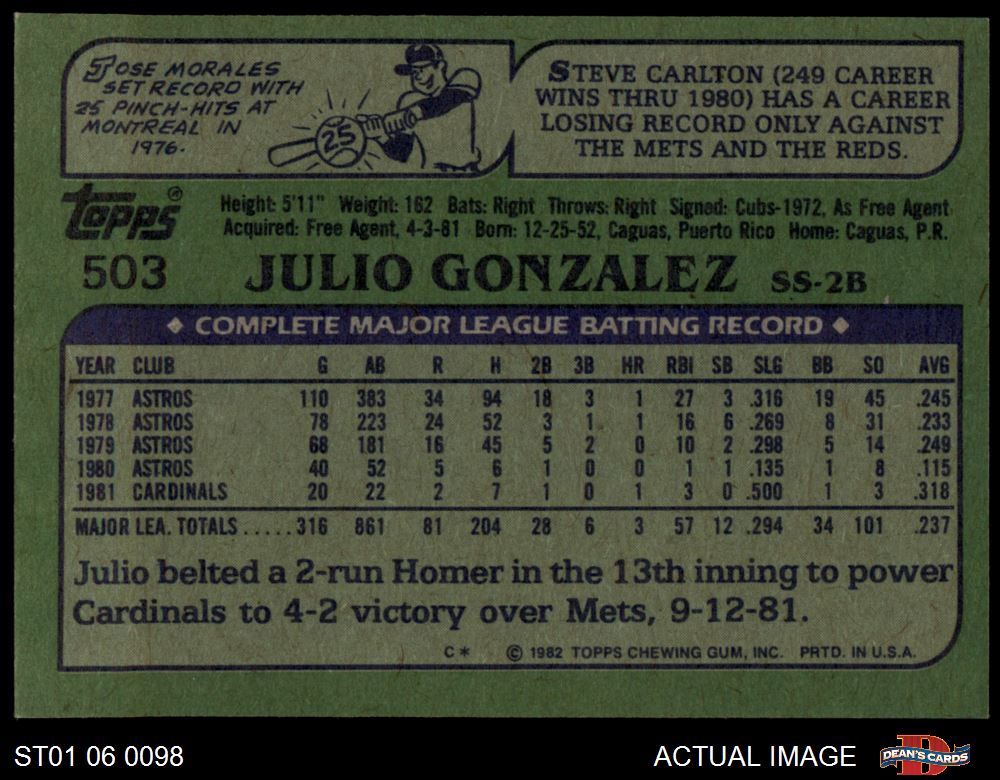 JOSE MORALES
SET RECORD WITH
25 PINCH-HITS AT
MONTREAL IN
1976.
25
STEVE CARLTON (249 CAREER
WINS THRU 1980) HAS A CAREER
LOSING RECORD ONLY AGAINST
THE METS AND THE REDS.
topps®
Height: 5'11" Weight: 162 Bats: Right Throws: Right Signed: Cubs-1972, As Free Agent
Acquired: Free Agent, 4-3-81 Born: 12-25-52, Caguas, Puerto Rico Home: Caguas, P.R.
503 JULIO GONZALEZ SS-2B
◆ COMPLETE MAJOR LEAGUE BATTING RECORD ◆
YEAR CLUB G AB R H 2B 3B HR RBI SB SLG BB SO AVG
1977 ASTROS 110 383 34 94 18 3 1 27 3 .316 19 45 .245
1978 ASTROS 78 223 24 52 3 1 1 16 6 .269 8 31 .233
1979 ASTROS 68 181 16 45 5 2 0 10 2 .298 5 14 .249
1980 ASTROS 40 52 5 6 1 0 0 1 1 .135 1 8 .115
1981 CARDINALS 20 22 2 7 1 0 1 3 0 .500 1 3 .318
MAJOR LEA. TOTALS.....316 861 81 204 28 6 3 57 12 .294 34 101 .237
Julio belted a 2-run Homer in the 13th inning to power
Cardinals to 4-2 victory over Mets, 9-12-81.
C* © 1982 TOPPS CHEWING GUM, INC. PRTD. IN U.S.A.
ST01 06 0098 ACTUAL IMAGE D DEAN'S CARDS